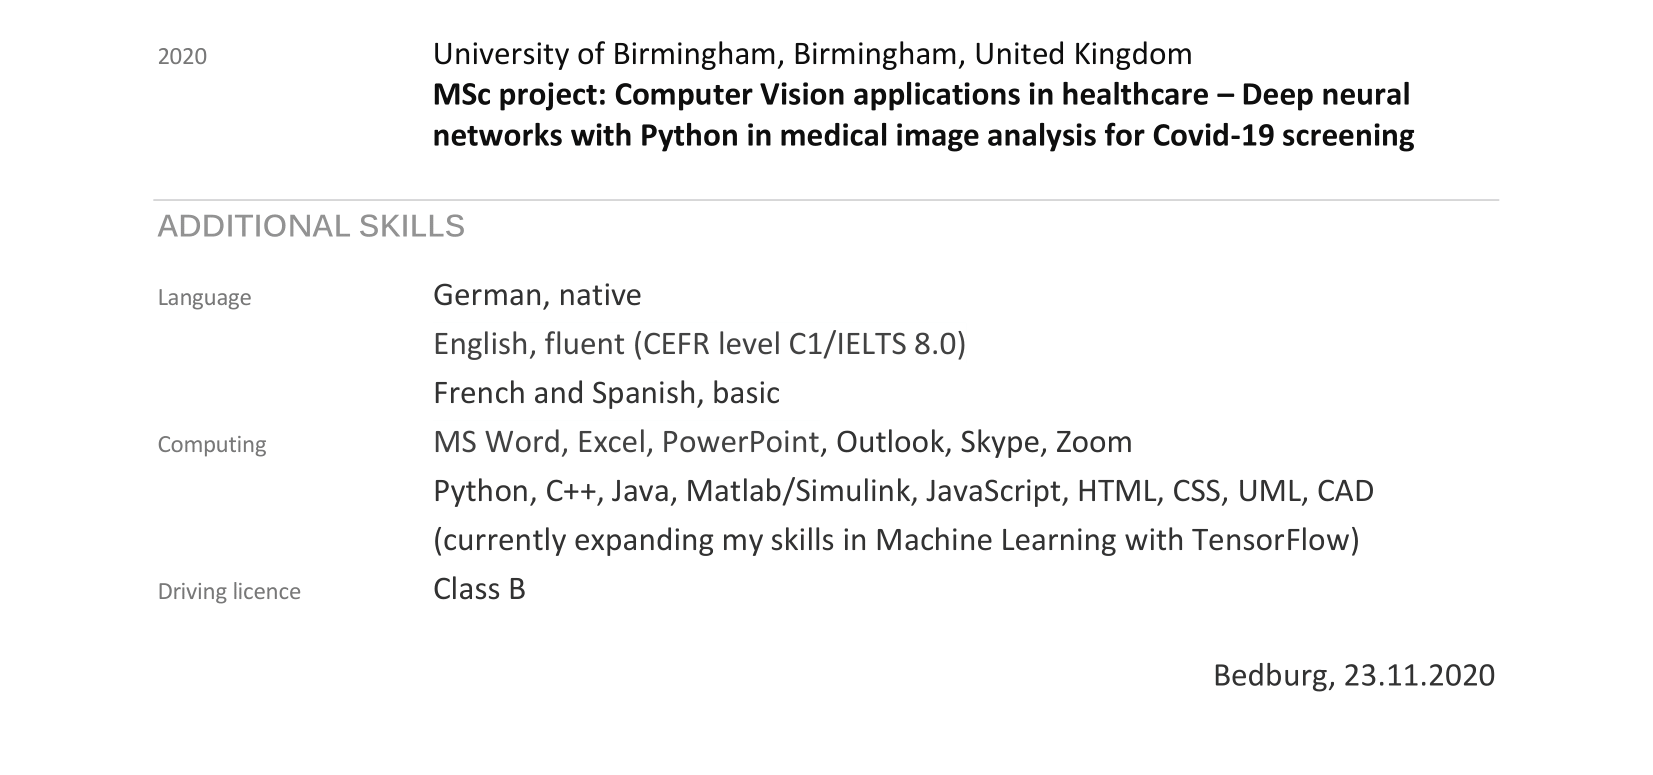 2020
University of Birmingham, Birmingham, United Kingdom
MSc project: Computer Vision applications in healthcare – Deep neural
networks with Python in medical image analysis for Covid-19 screening
ADDITIONAL SKILLS
Language
German, native
English, fluent (CEFR level C1/IELTS 8.0)
French and Spanish, basic
Computing
MS Word, Excel, PowerPoint, Outlook, Skype, Zoom
Python, C++, Java, Matlab/Simulink, JavaScript, HTML, CSS, UML, CAD
(currently expanding my skills in Machine Learning with TensorFlow)
Driving licence
Class B
Bedburg, 23.11.2020